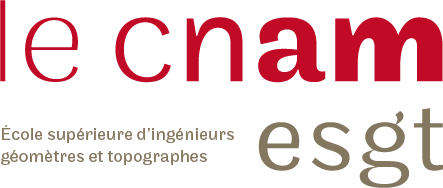 le cnam
esgt
École supérieure d'ingénieurs
géomètres et topographes